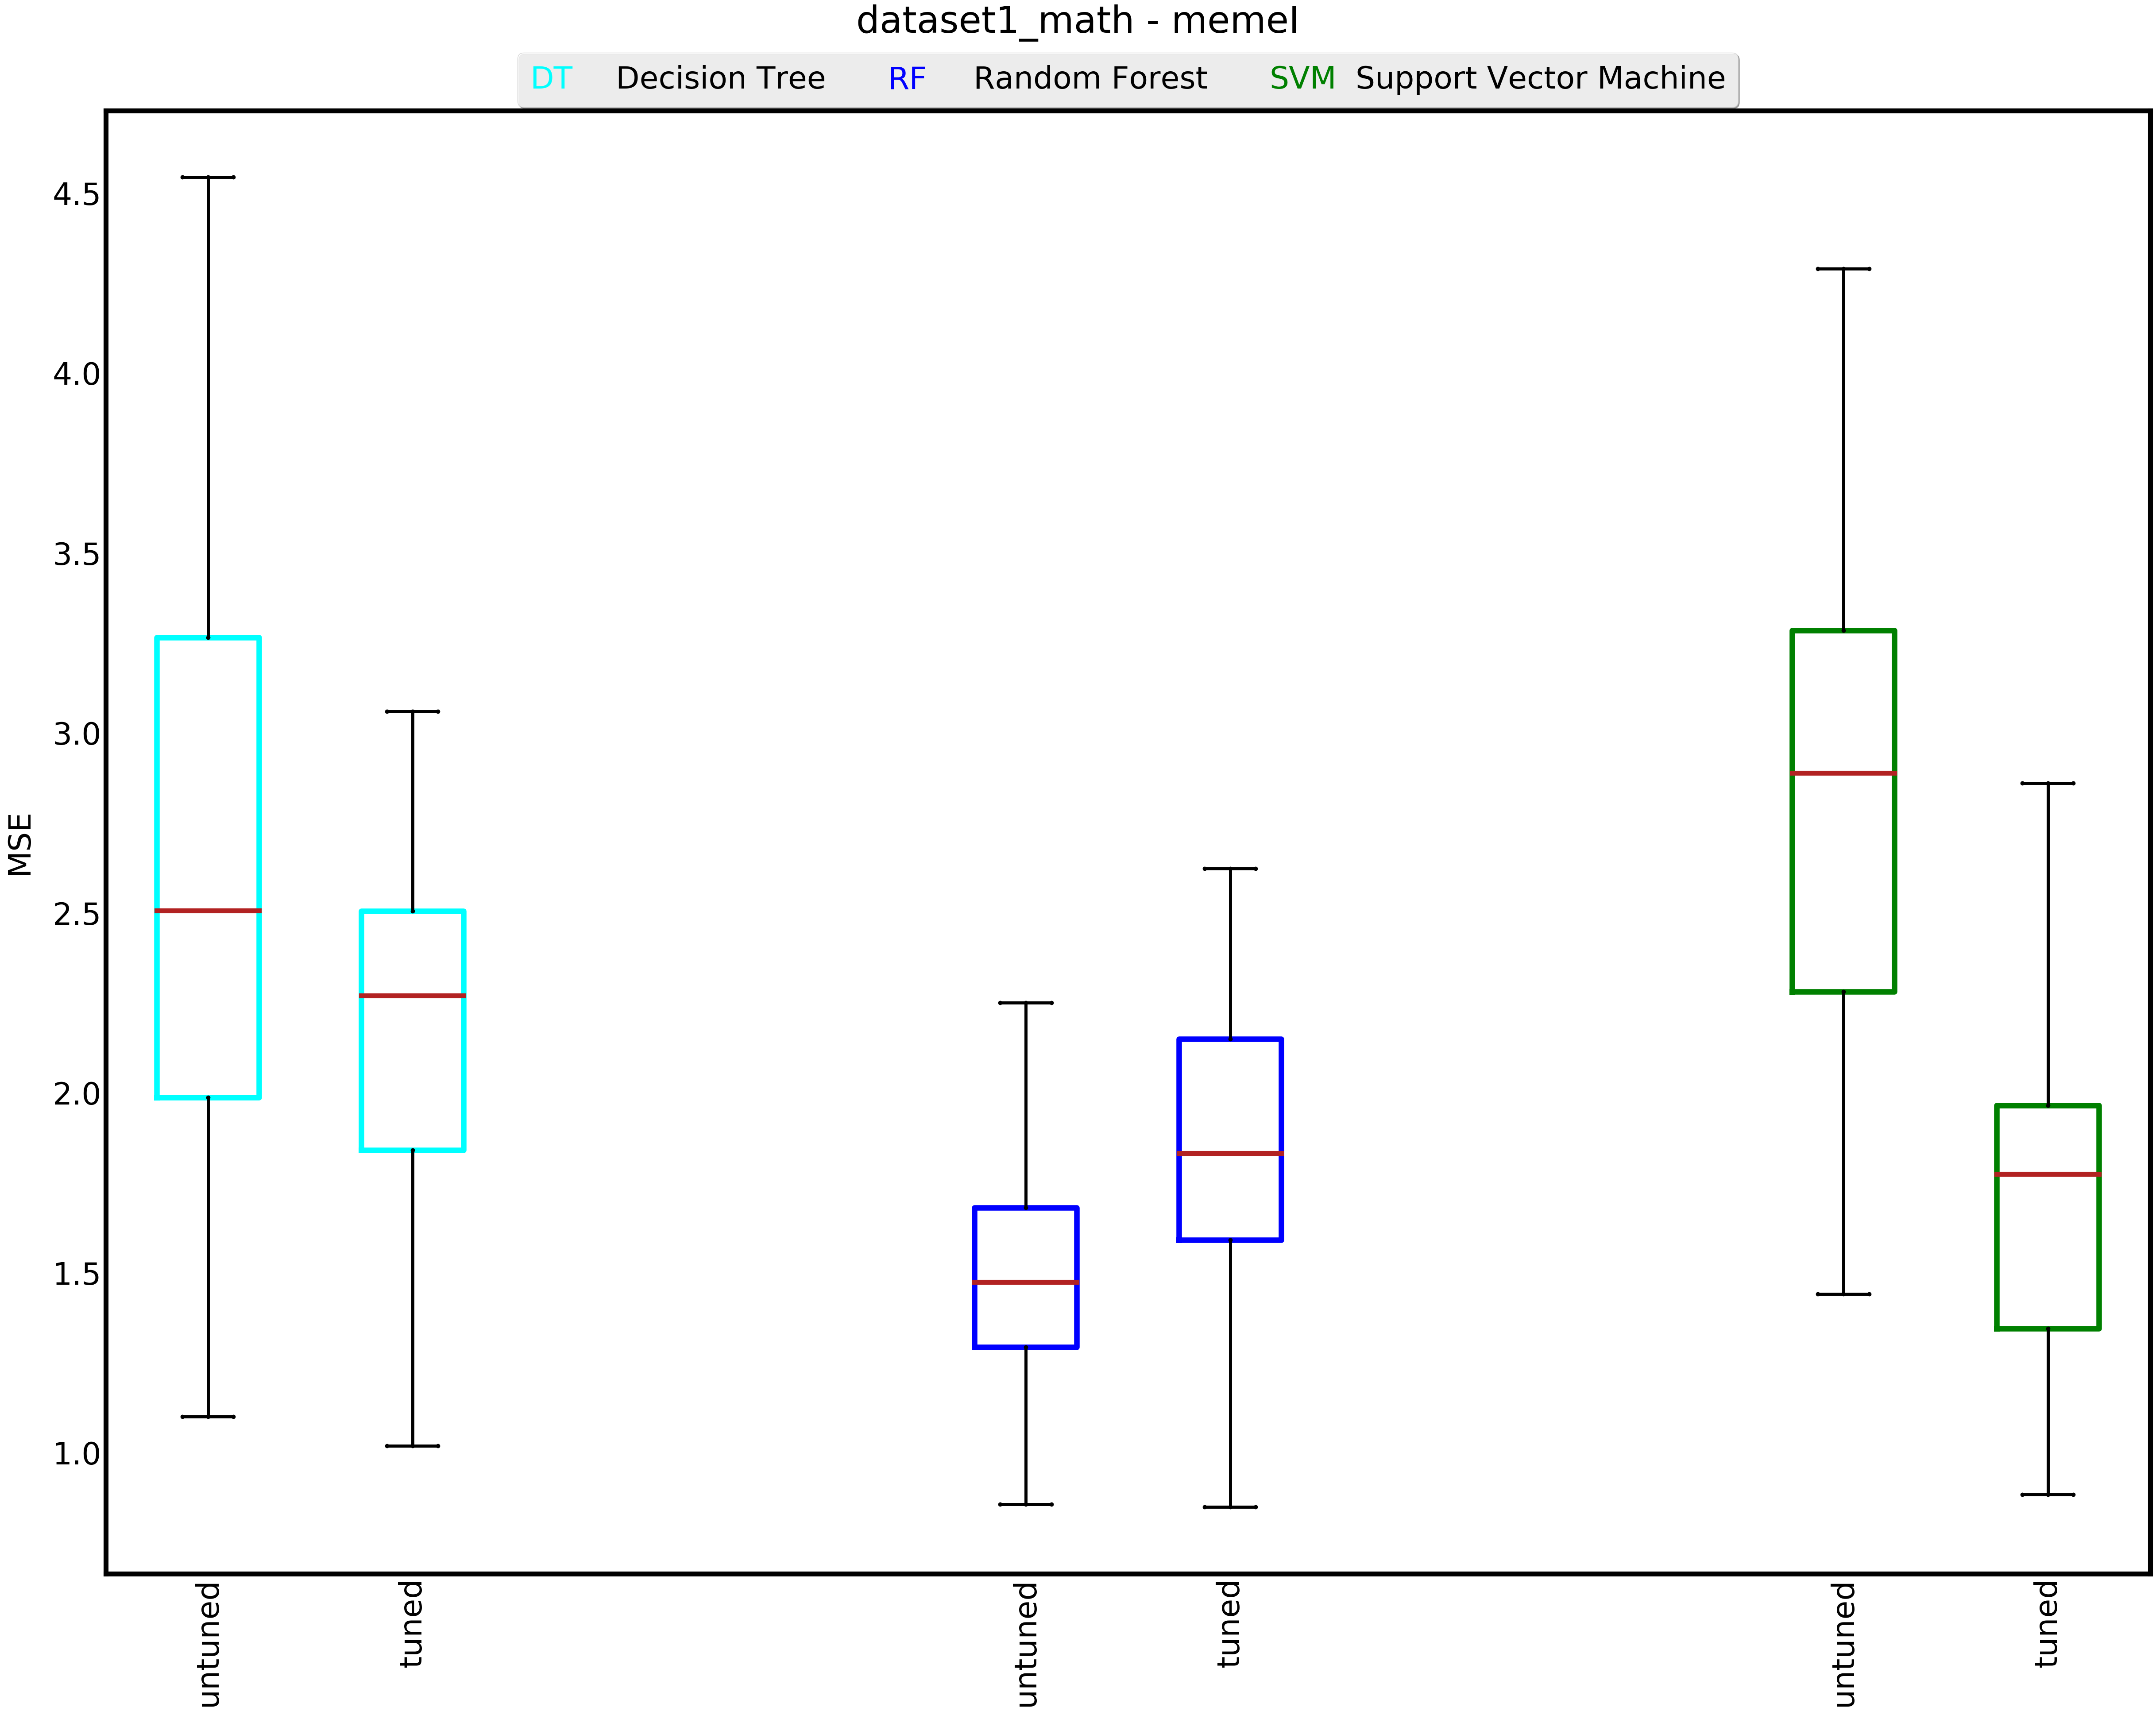 dataset1_math - memel
DT Decision Tree RF Random Forest SVM Support Vector Machine
4.5
4.0
3.5
3.0
2.5
2.0
1.5
1.0
MSE
untuned tuned untuned tuned untuned tuned